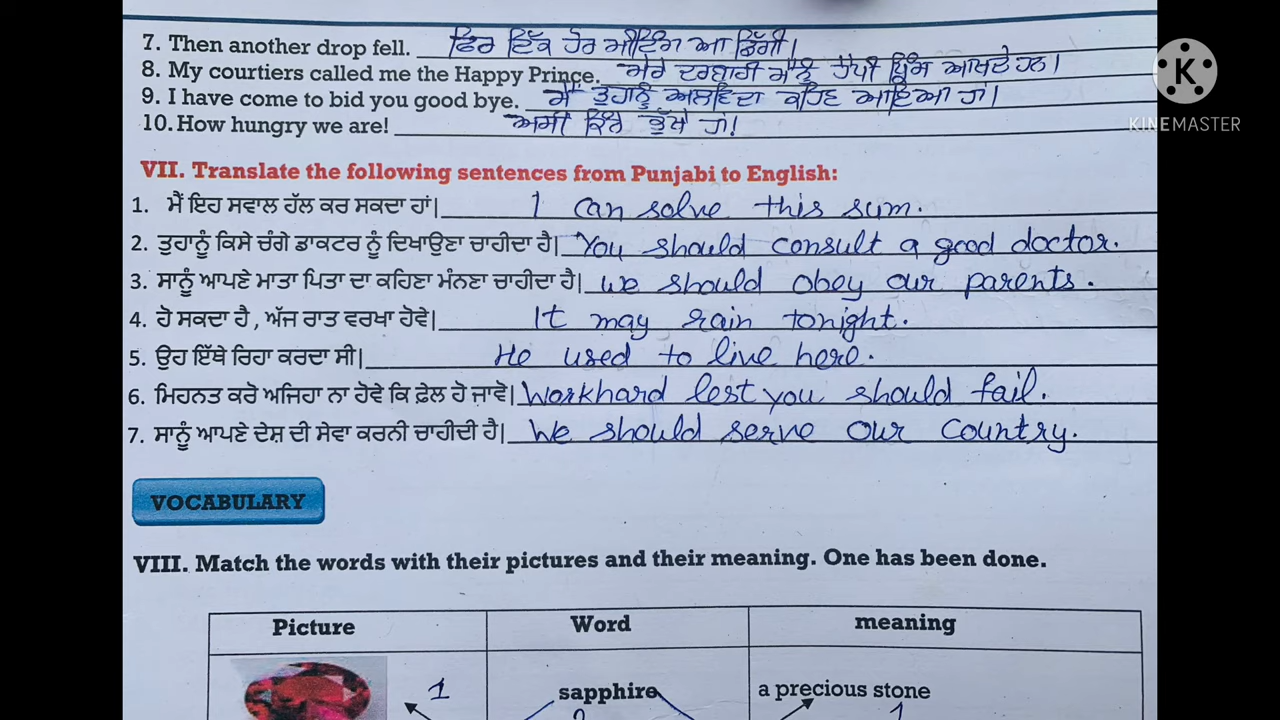 7. Then another drop fell. ਫਿਰ ਇੱਕ ਹੋਰ ਆ ਡਿੱਗੀ।
8. My courtiers called me the Happy Prince. ਮੇਰੇ ਦਰਬਾਰੀ ਮੈਨੂੰ ਹੈਪੀ ਪ੍ਰਿੰਸ ਆਖਦੇ ਹਨ।
9. I have come to bid you good bye. ਮੈਂ ਤੁਹਾਨੂੰ ਅਲਵਿਦਾ ਕਹਿਣ ਆਇਆ ਹਾਂ।
10. How hungry we are! ਅਸੀਂ ਕਿੰਨੇ ਭੁੱਖੇ ਹਾਂ!
KINEMASTER
VII. Translate the following sentences from Punjabi to English:
1. ਮੈਂ ਇਹ ਸਵਾਲ ਹੱਲ ਕਰ ਸਕਦਾ ਹਾਂ। I can solve this sum.
2. ਤੁਹਾਨੂੰ ਕਿਸੇ ਚੰਗੇ ਡਾਕਟਰ ਨੂੰ ਦਿਖਾਉਣਾ ਚਾਹੀਦਾ ਹੈ। You should consult a good doctor.
3. ਸਾਨੂੰ ਆਪਣੇ ਮਾਤਾ ਪਿਤਾ ਦਾ ਕਹਿਣਾ ਮੰਨਣਾ ਚਾਹੀਦਾ ਹੈ। we should obey our parents.
4. ਹੋ ਸਕਦਾ ਹੈ, ਅੱਜ ਰਾਤ ਵਰਖਾ ਹੋਵੇ। It may rain tonight.
5. ਉਹ ਇੱਥੇ ਰਿਹਾ ਕਰਦਾ ਸੀ। He used to live here.
6. ਮਿਹਨਤ ਕਰੋ ਅਜਿਹਾ ਨਾ ਹੋਵੇ ਕਿ ਫ਼ੇਲ ਹੋ ਜਾਵੋ। Workhard lest you should fail.
7. ਸਾਨੂੰ ਆਪਣੇ ਦੇਸ਼ ਦੀ ਸੇਵਾ ਕਰਨੀ ਚਾਹੀਦੀ ਹੈ। We should serve our Country.
VOCABULARY
VIII. Match the words with their pictures and their meaning. One has been done.
Picture Word meaning
1 sapphire a precious stone
1